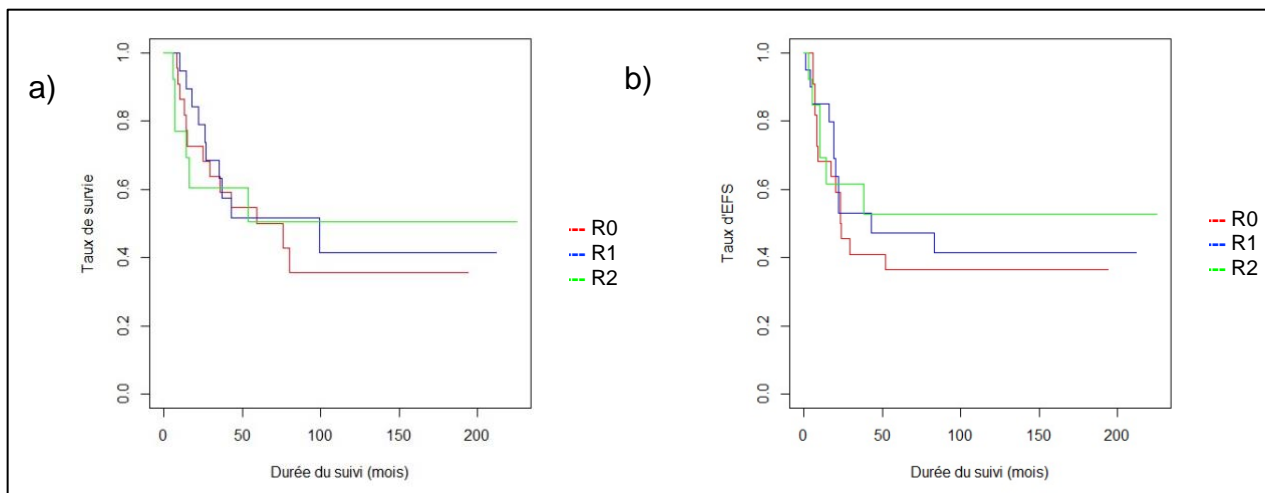 a)
Taux de survie
1.0
0.8
0.6
0.4
0.2
0.0
0 50 100 150 200
Durée du suivi (mois)
R0
R1
R2
b)
Taux d'EFS
1.0
0.8
0.6
0.4
0.2
0.0
0 50 100 150 200
Durée du suivi (mois)
R0
R1
R2